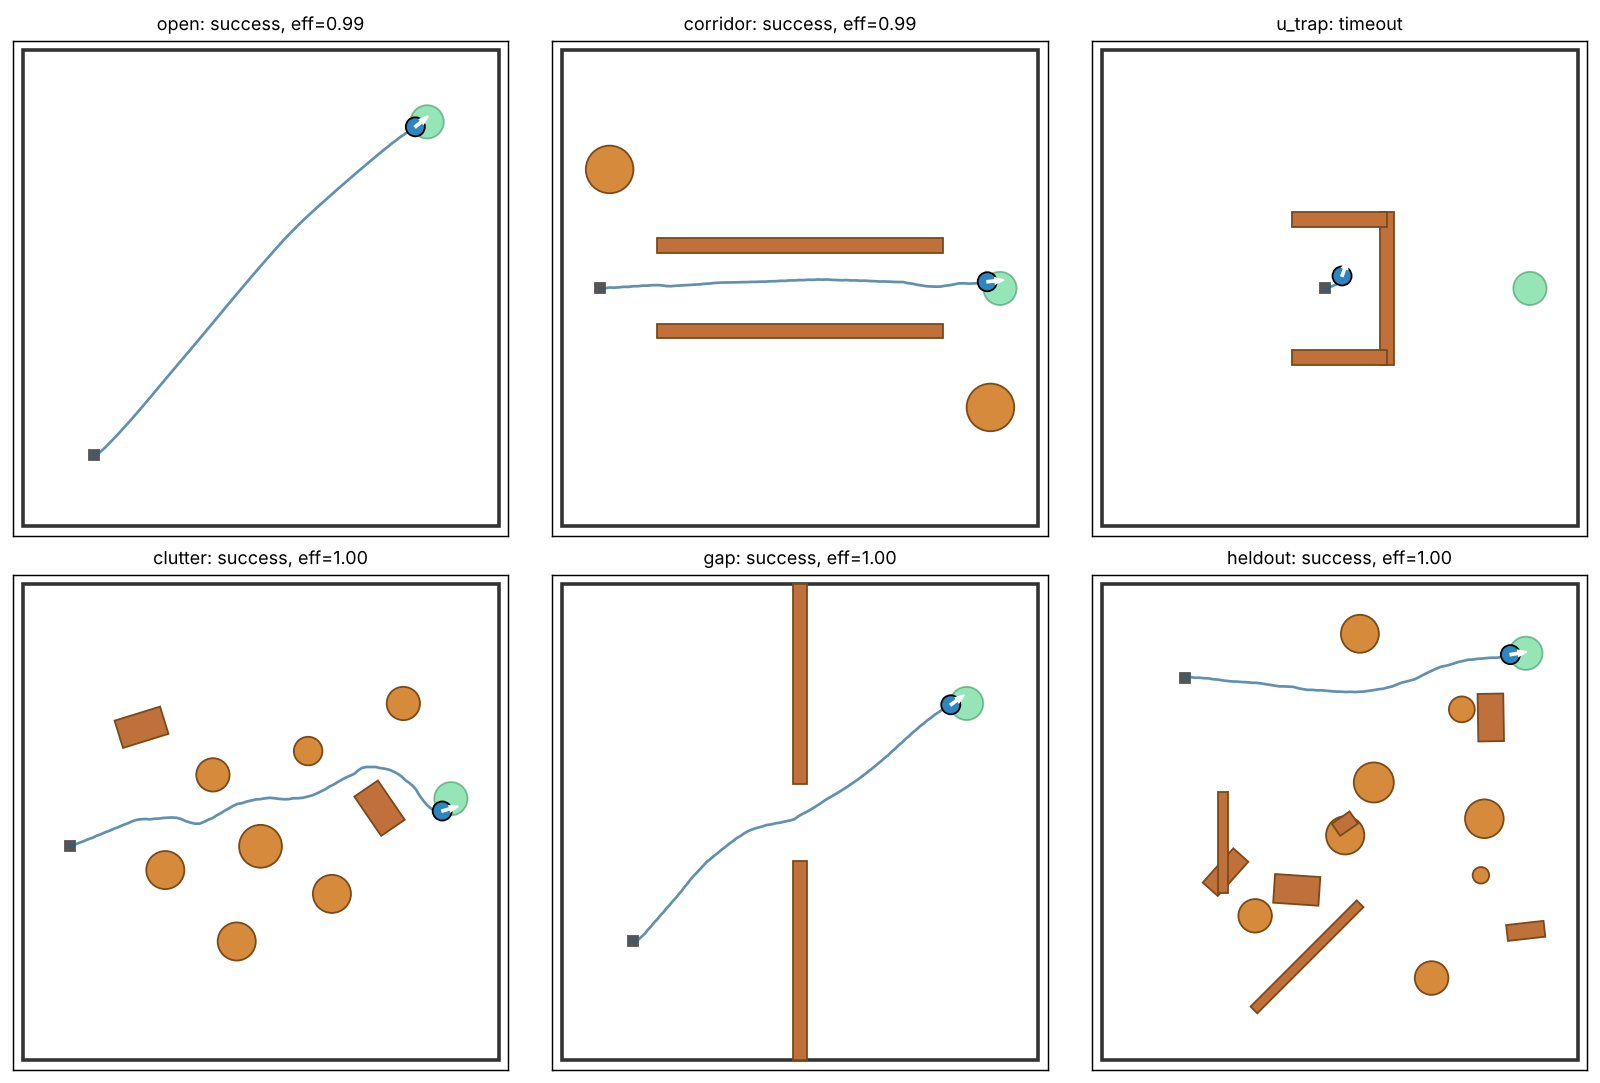 open: success, eff=0.99
corridor: success, eff=0.99
u_trap: timeout
clutter: success, eff=1.00
gap: success, eff=1.00
heldout: success, eff=1.00